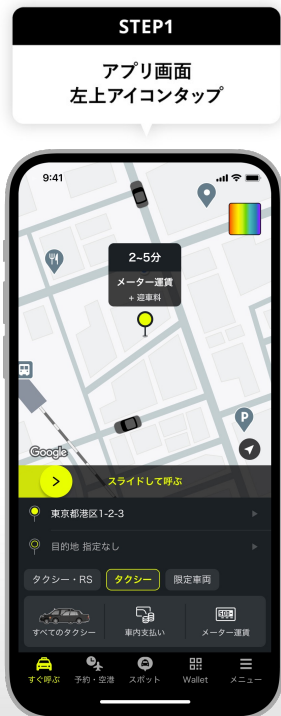 STEP1
アプリ画面
左上アイコンタップ
9:41
2~5分
メーター運賃
+ 迎車料
P
Google
スライドして呼ぶ
東京都港区1-2-3
目的地 指定なし
タクシー・RS
タクシー
限定車両
すべてのタクシー
車内支払い
メーター運賃
すぐ呼ぶ
予約・空港
スポット
Wallet
メニュー